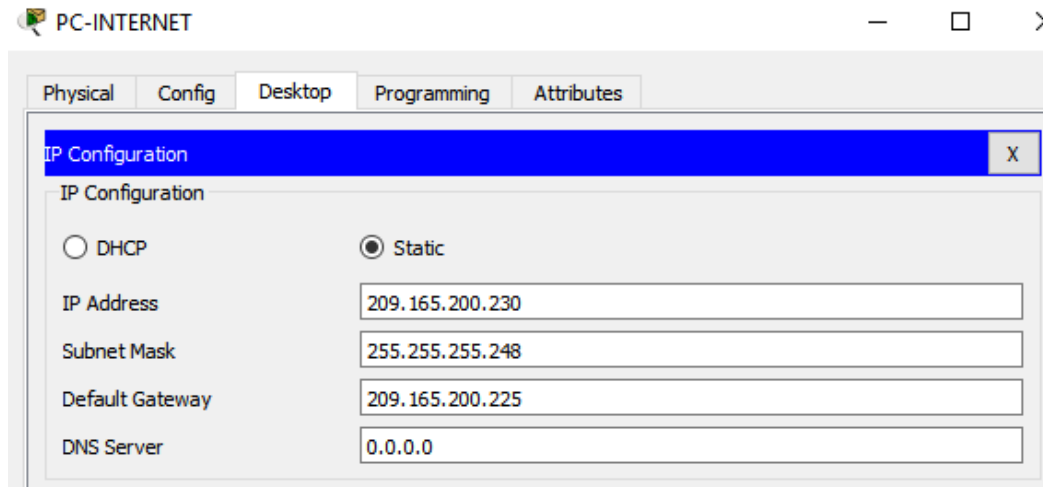 PC-INTERNET
Physical Config Desktop Programming Attributes
IP Configuration X
IP Configuration
DHCP Static
IP Address 209.165.200.230
Subnet Mask 255.255.255.248
Default Gateway 209.165.200.225
DNS Server 0.0.0.0